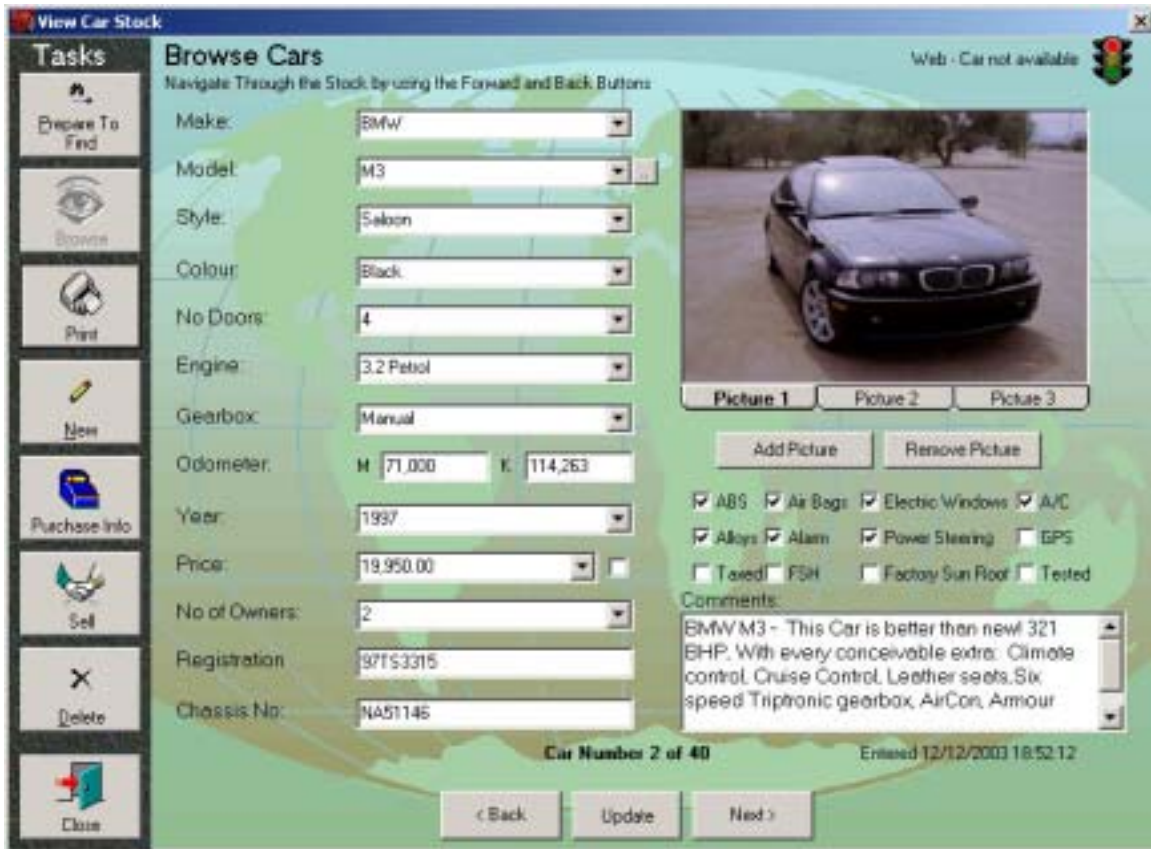 View Car Stock
Tasks
Prepare To
Find
Browse
Print
New
Purchase Info
Sell
Delete
Close
Browse Cars
Navigate Through the Stock by using the Forward and Back Buttons
Web - Car not available
Make: BMW
Model: M3 ..
Style: Saloon
Colour: Black
No Doors: 4
Engine: 3.2 Petrol
Gearbox: Manual
Odometer: M 71,000 K 114,263
Year: 1997
Price: 19,950.00
No of Owners: 2
Registration 97TS3315
Chassis No: NA51146
Picture 1 Picture 2 Picture 3
Add Picture Remove Picture
ABS Air Bags Electric Windows A/C
Alloys Alarm Power Steering GPS
Taxed FSH Factory Sun Roof Tested
Comments:
BMW M3 - This Car is better than new! 321
BHP. With every conceivable extra: Climate
control, Cruise Control, Leather seats,Six
speed Triptronic gearbox, AirCon, Armour
Car Number 2 of 40 Entered 12/12/2003 18:52:12
< Back Update Next >